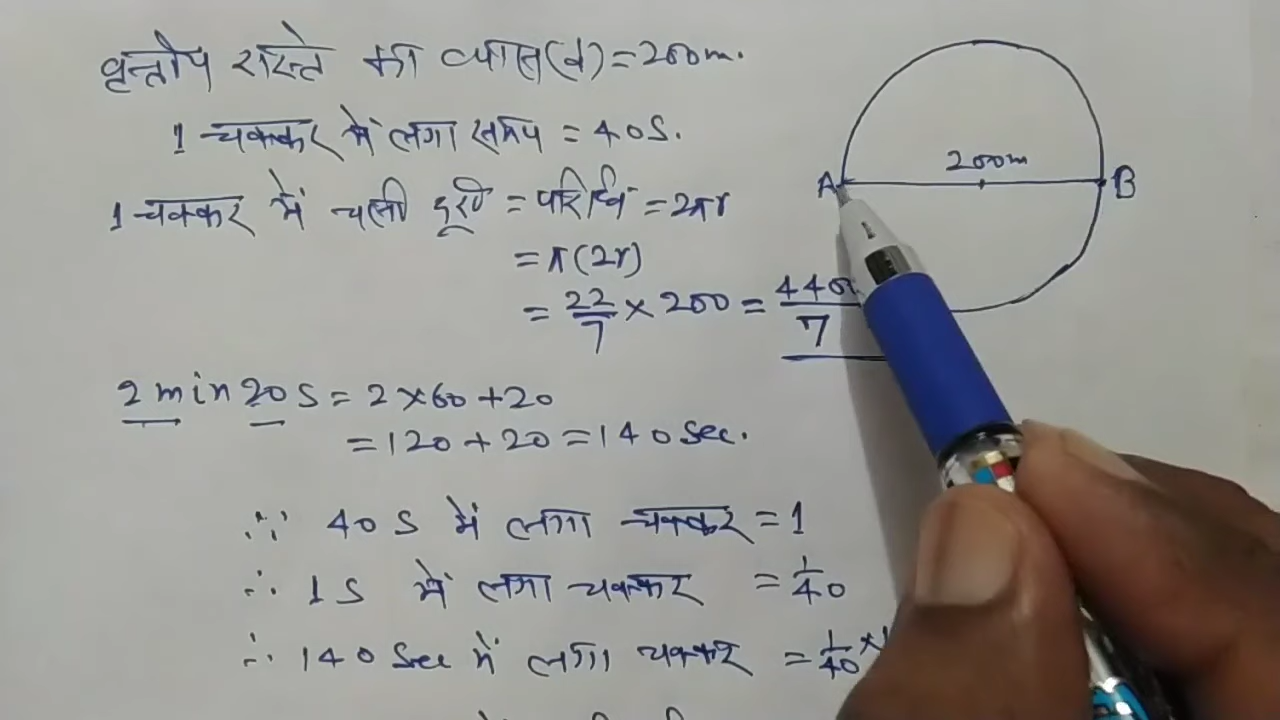 वृत्तीय रास्ते का व्यास(d)=200m.
1 चक्कर में लगा समय = 40S.
1 चक्कर में चली दूरी = परिधि = 2πr
= π(2r)
= 22/7 × 200 = 440
7
2 min 20 S = 2×60+20
=120+20=140 Sec.
∵ 40 S में लगा चक्कर = 1
∴ 1 S में लगा चक्कर = 1/40
∴ 140 Sec में लगा चक्कर = 1/40 ×
A
200m
B